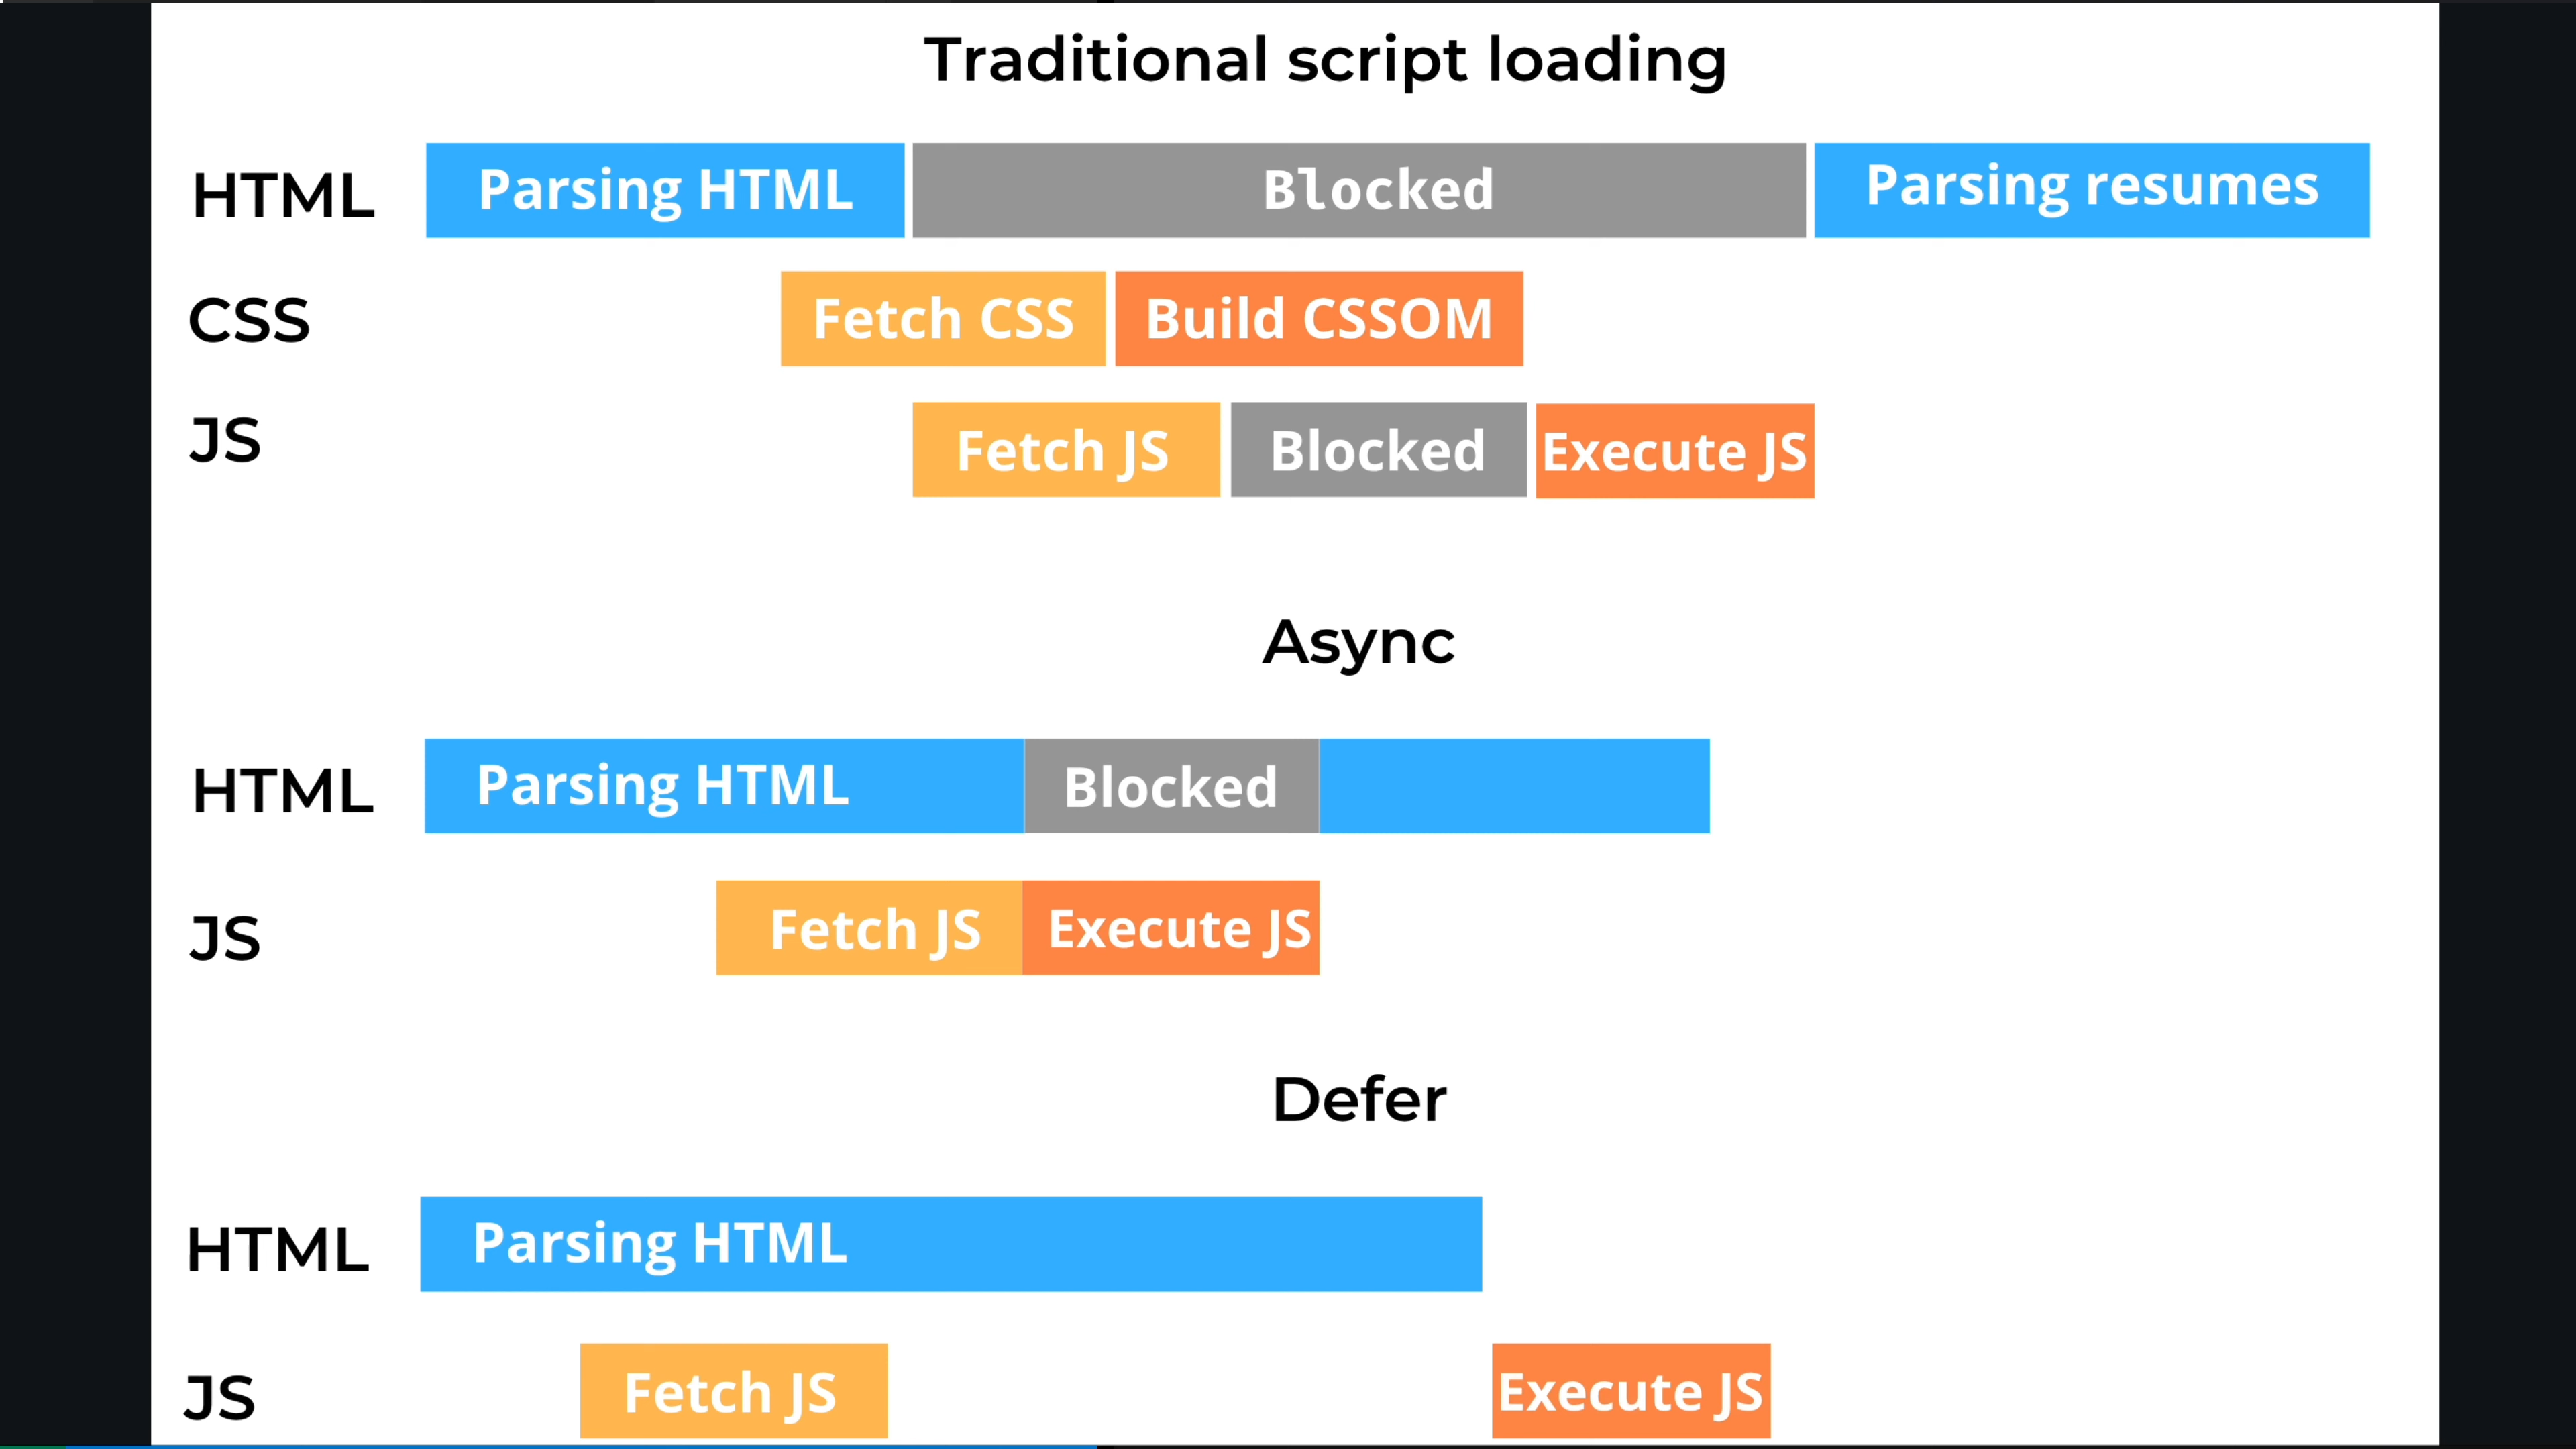 Traditional script loading
HTML Parsing HTML Blocked Parsing resumes
CSS Fetch CSS Build CSSOM
JS Fetch JS Blocked Execute JS
Async
HTML Parsing HTML Blocked
JS Fetch JS Execute JS
Defer
HTML Parsing HTML
JS Fetch JS Execute JS